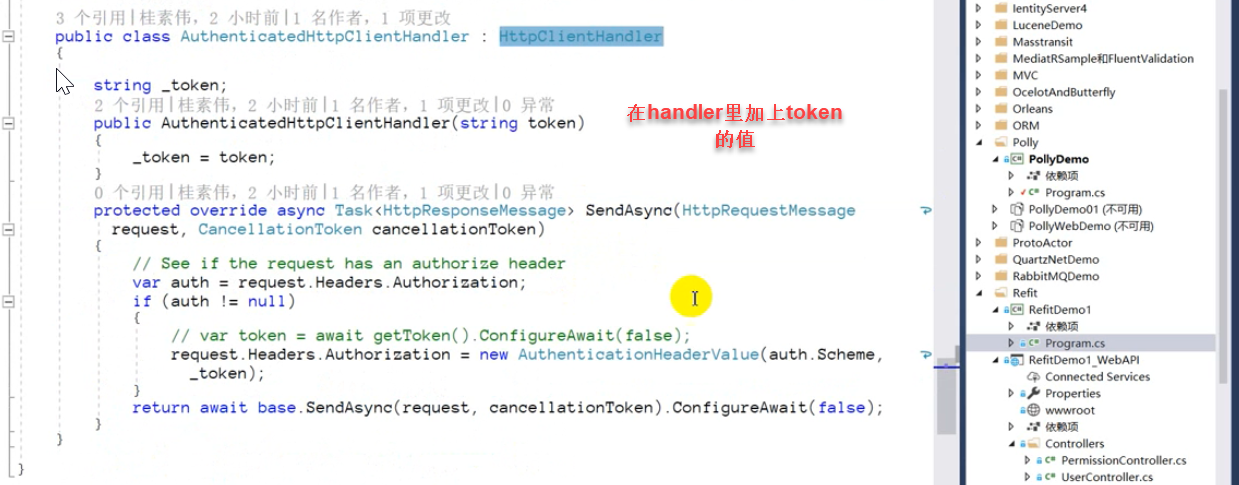 3 个引用|桂素伟，2 小时前|1 名作者，1 项更改
public class AuthenticatedHttpClientHandler : HttpClientHandler
{
string _token;
2 个引用|桂素伟，2 小时前|1 名作者，1 项更改|0 异常
public AuthenticatedHttpClientHandler(string token)
{
_token = token;
}
0 个引用|桂素伟，2 小时前|1 名作者，1 项更改|0 异常
protected override async Task<HttpResponseMessage> SendAsync(HttpRequestMessage
request, CancellationToken cancellationToken)
{
// See if the request has an authorize header
var auth = request.Headers.Authorization;
if (auth != null)
{
// var token = await getToken().ConfigureAwait(false);
request.Headers.Authorization = new AuthenticationHeaderValue(auth.Scheme,
_token);
}
return await base.SendAsync(request, cancellationToken).ConfigureAwait(false);
}
}
}
在handler里加上token
的值
IentityServer4
LuceneDemo
Masstransit
MediatRSample和FluentValidation
MVC
OcelotAndButterfly
Orleans
ORM
Polly
C# PollyDemo
依赖项
C# Program.cs
PollyDemo01 (不可用)
PollyWebDemo (不可用)
ProtoActor
QuartzNetDemo
RabbitMQDemo
Refit
C# RefitDemo1
依赖项
C# Program.cs
RefitDemo1_WebAPI
Connected Services
Properties
wwwroot
依赖项
Controllers
C# PermissionController.cs
C# UserController.cs